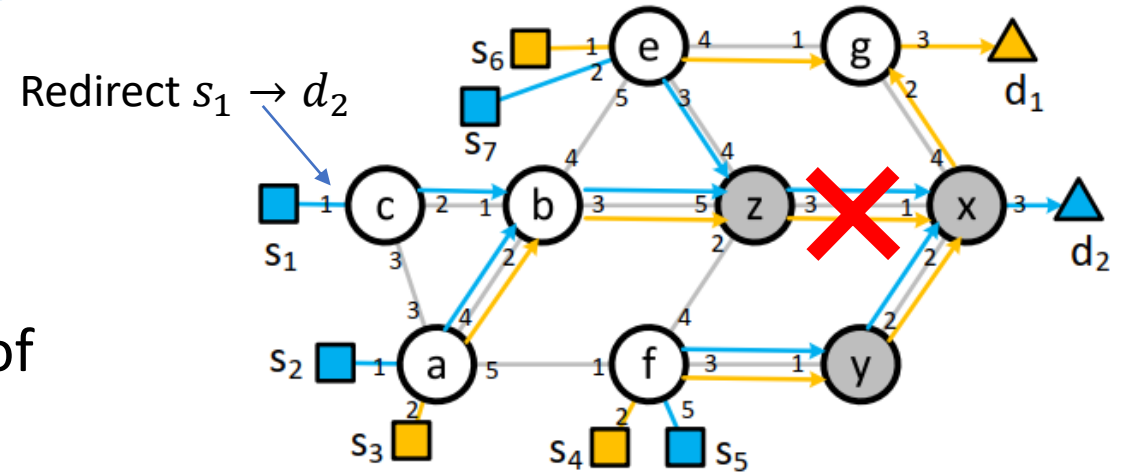 s₆ 1 e 4 1 g 3
2 d₁
Redirect s₁ → d₂
s₇ 5 3 2
4 4 4
s₁ 1 c 2 1 b 3 5 z 3 1 x 3 d₂
3 2 2 2
3 4 4 2
of
s₂ 1 a 5 1 f 3 1 y
2 2 5
s₃ s₄ s₅